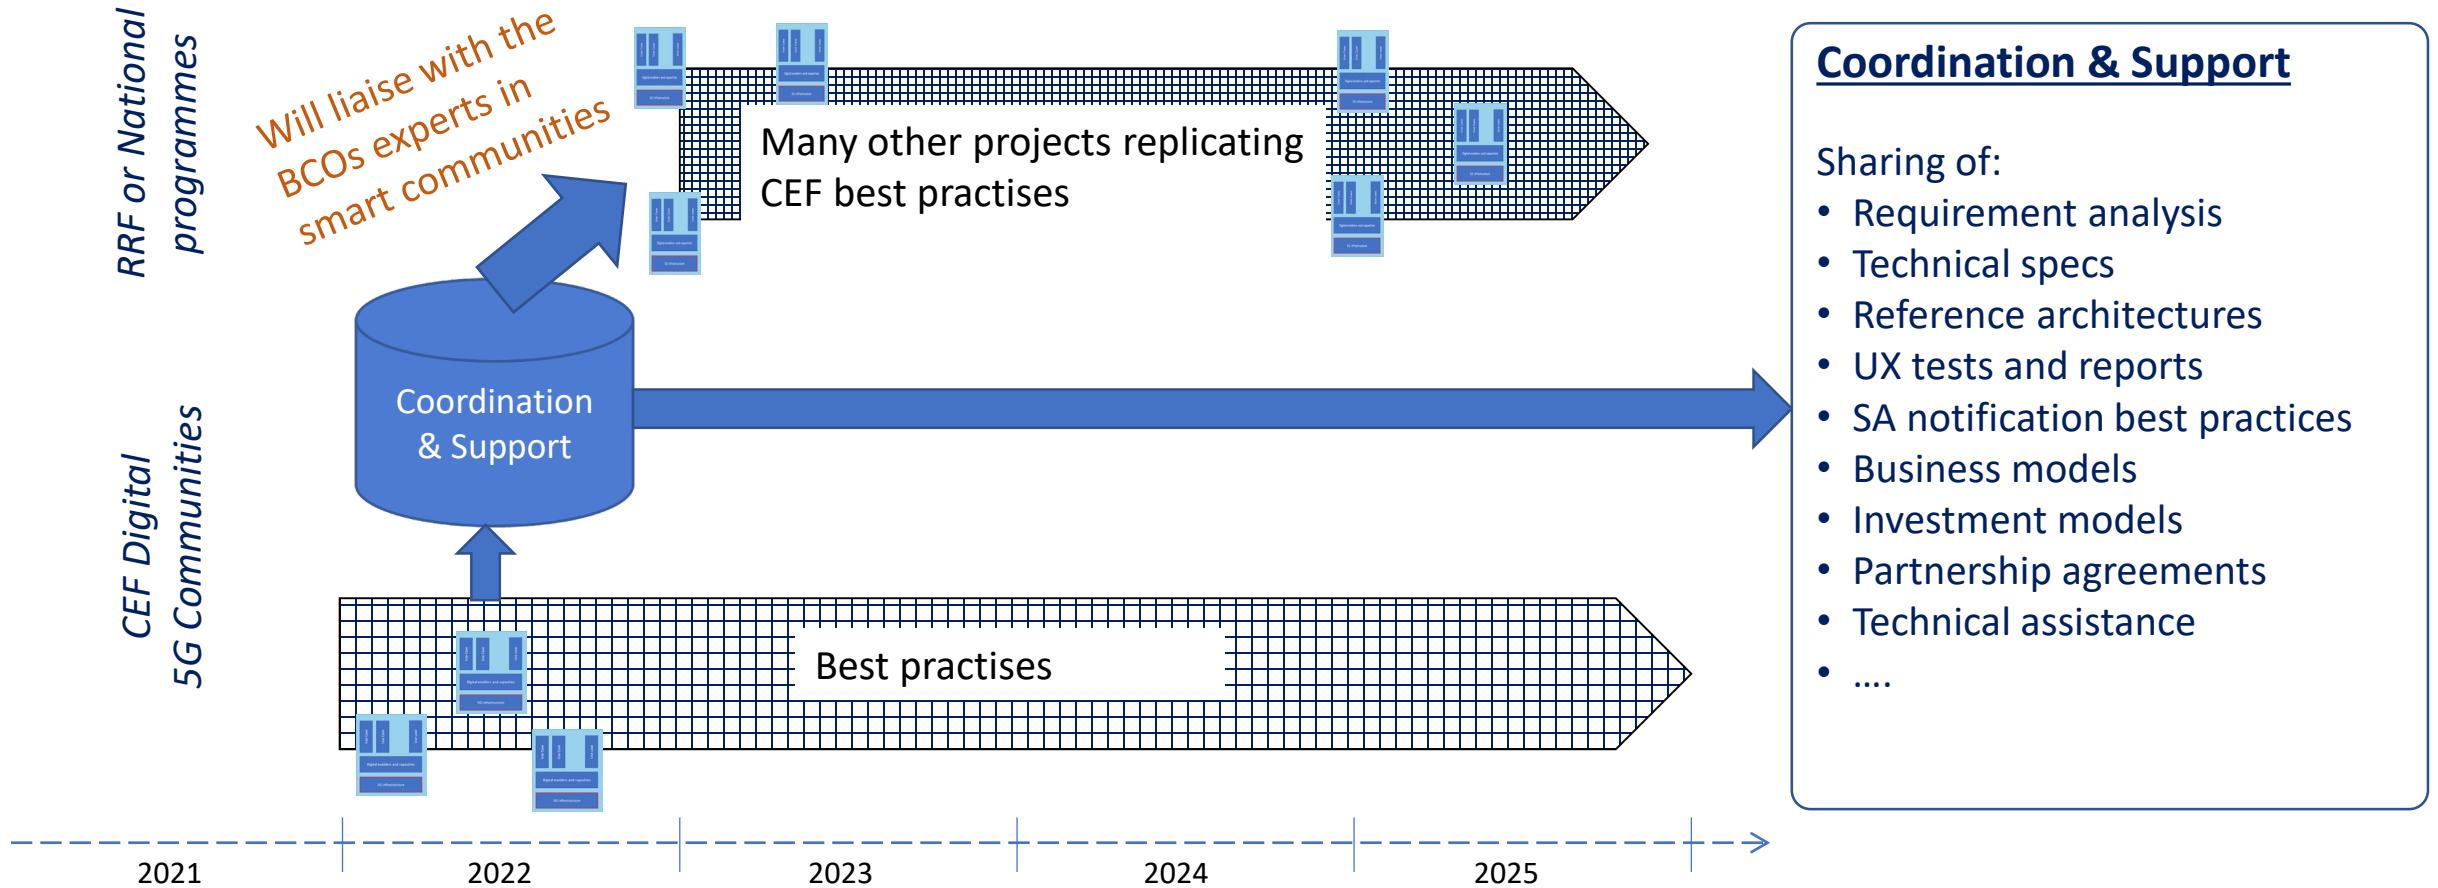 RRF or National
programmes
Will liaise with the
BCOs experts in
smart communities
Many other projects replicating
CEF best practises
CEF Digital
5G Communities
Coordination
& Support
Best practises
2021
2022
2023
2024
2025
Coordination & Support
Sharing of:
• Requirement analysis
• Technical specs
• Reference architectures
• UX tests and reports
• SA notification best practices
• Business models
• Investment models
• Partnership agreements
• Technical assistance
• ....